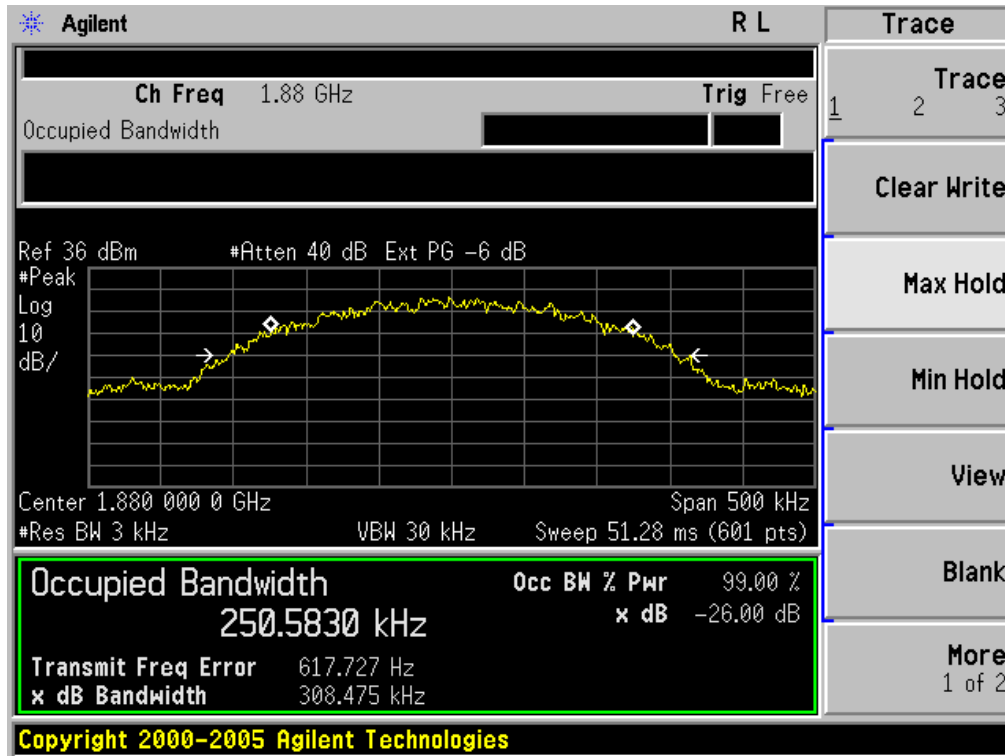 Agilent R L Trace
Ch Freq 1.88 GHz Trig Free
Occupied Bandwidth
Trace
1 2 3
Clear Write
Max Hold
Min Hold
View
Blank
More
1 of 2
Ref 36 dBm #Atten 40 dB Ext PG -6 dB
#Peak
Log
10
dB/
Center 1.880 000 0 GHz Span 500 kHz
#Res BW 3 kHz VBW 30 kHz Sweep 51.28 ms (601 pts)
Occupied Bandwidth Occ BW % Pwr 99.00 %
250.5830 kHz x dB -26.00 dB
Transmit Freq Error 617.727 Hz
x dB Bandwidth 308.475 kHz
Copyright 2000-2005 Agilent Technologies